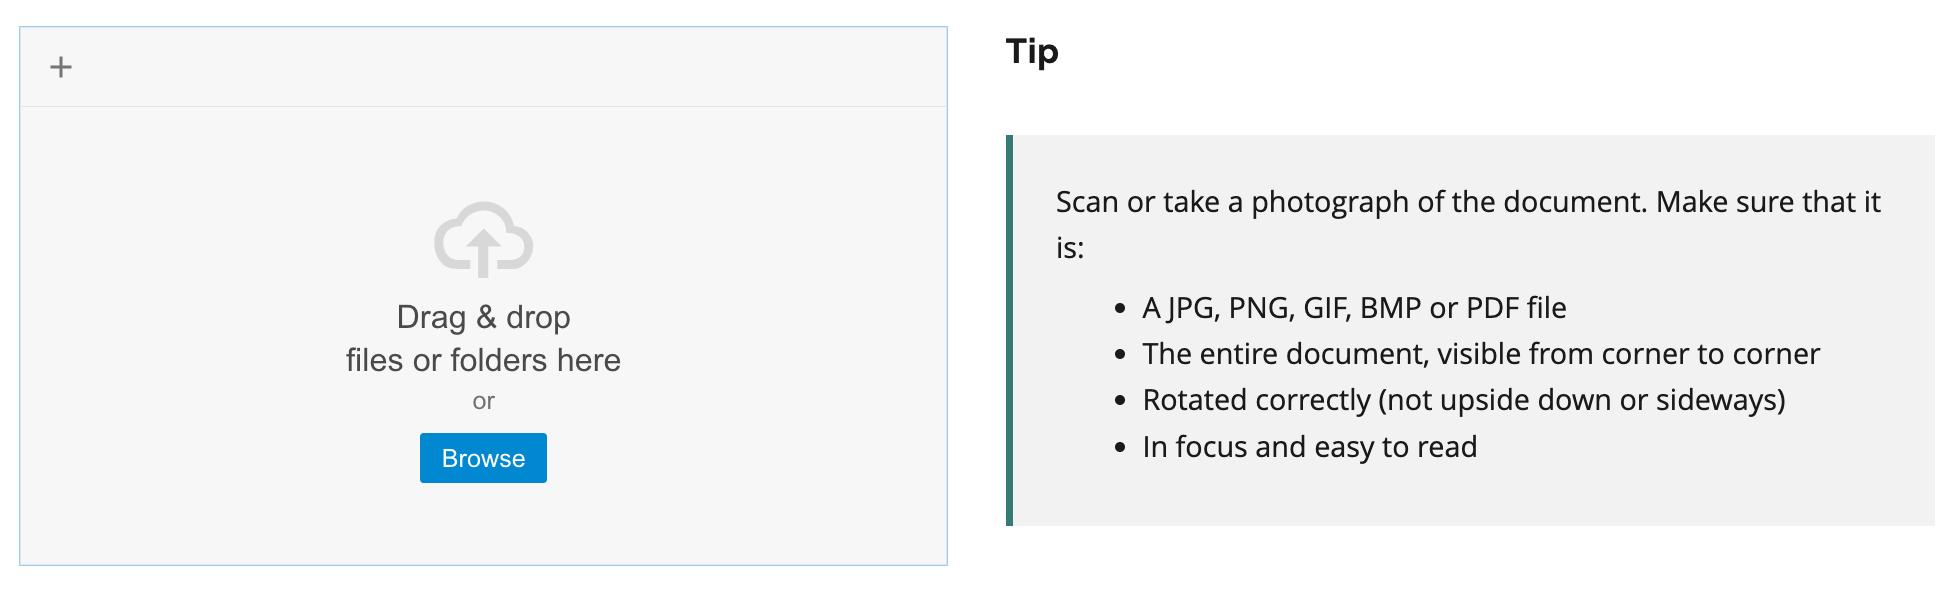 Drag & drop
files or folders here
or
Browse
Tip
Scan or take a photograph of the document. Make sure that it
is:
• A JPG, PNG, GIF, BMP or PDF file
• The entire document, visible from corner to corner
• Rotated correctly (not upside down or sideways)
• In focus and easy to read